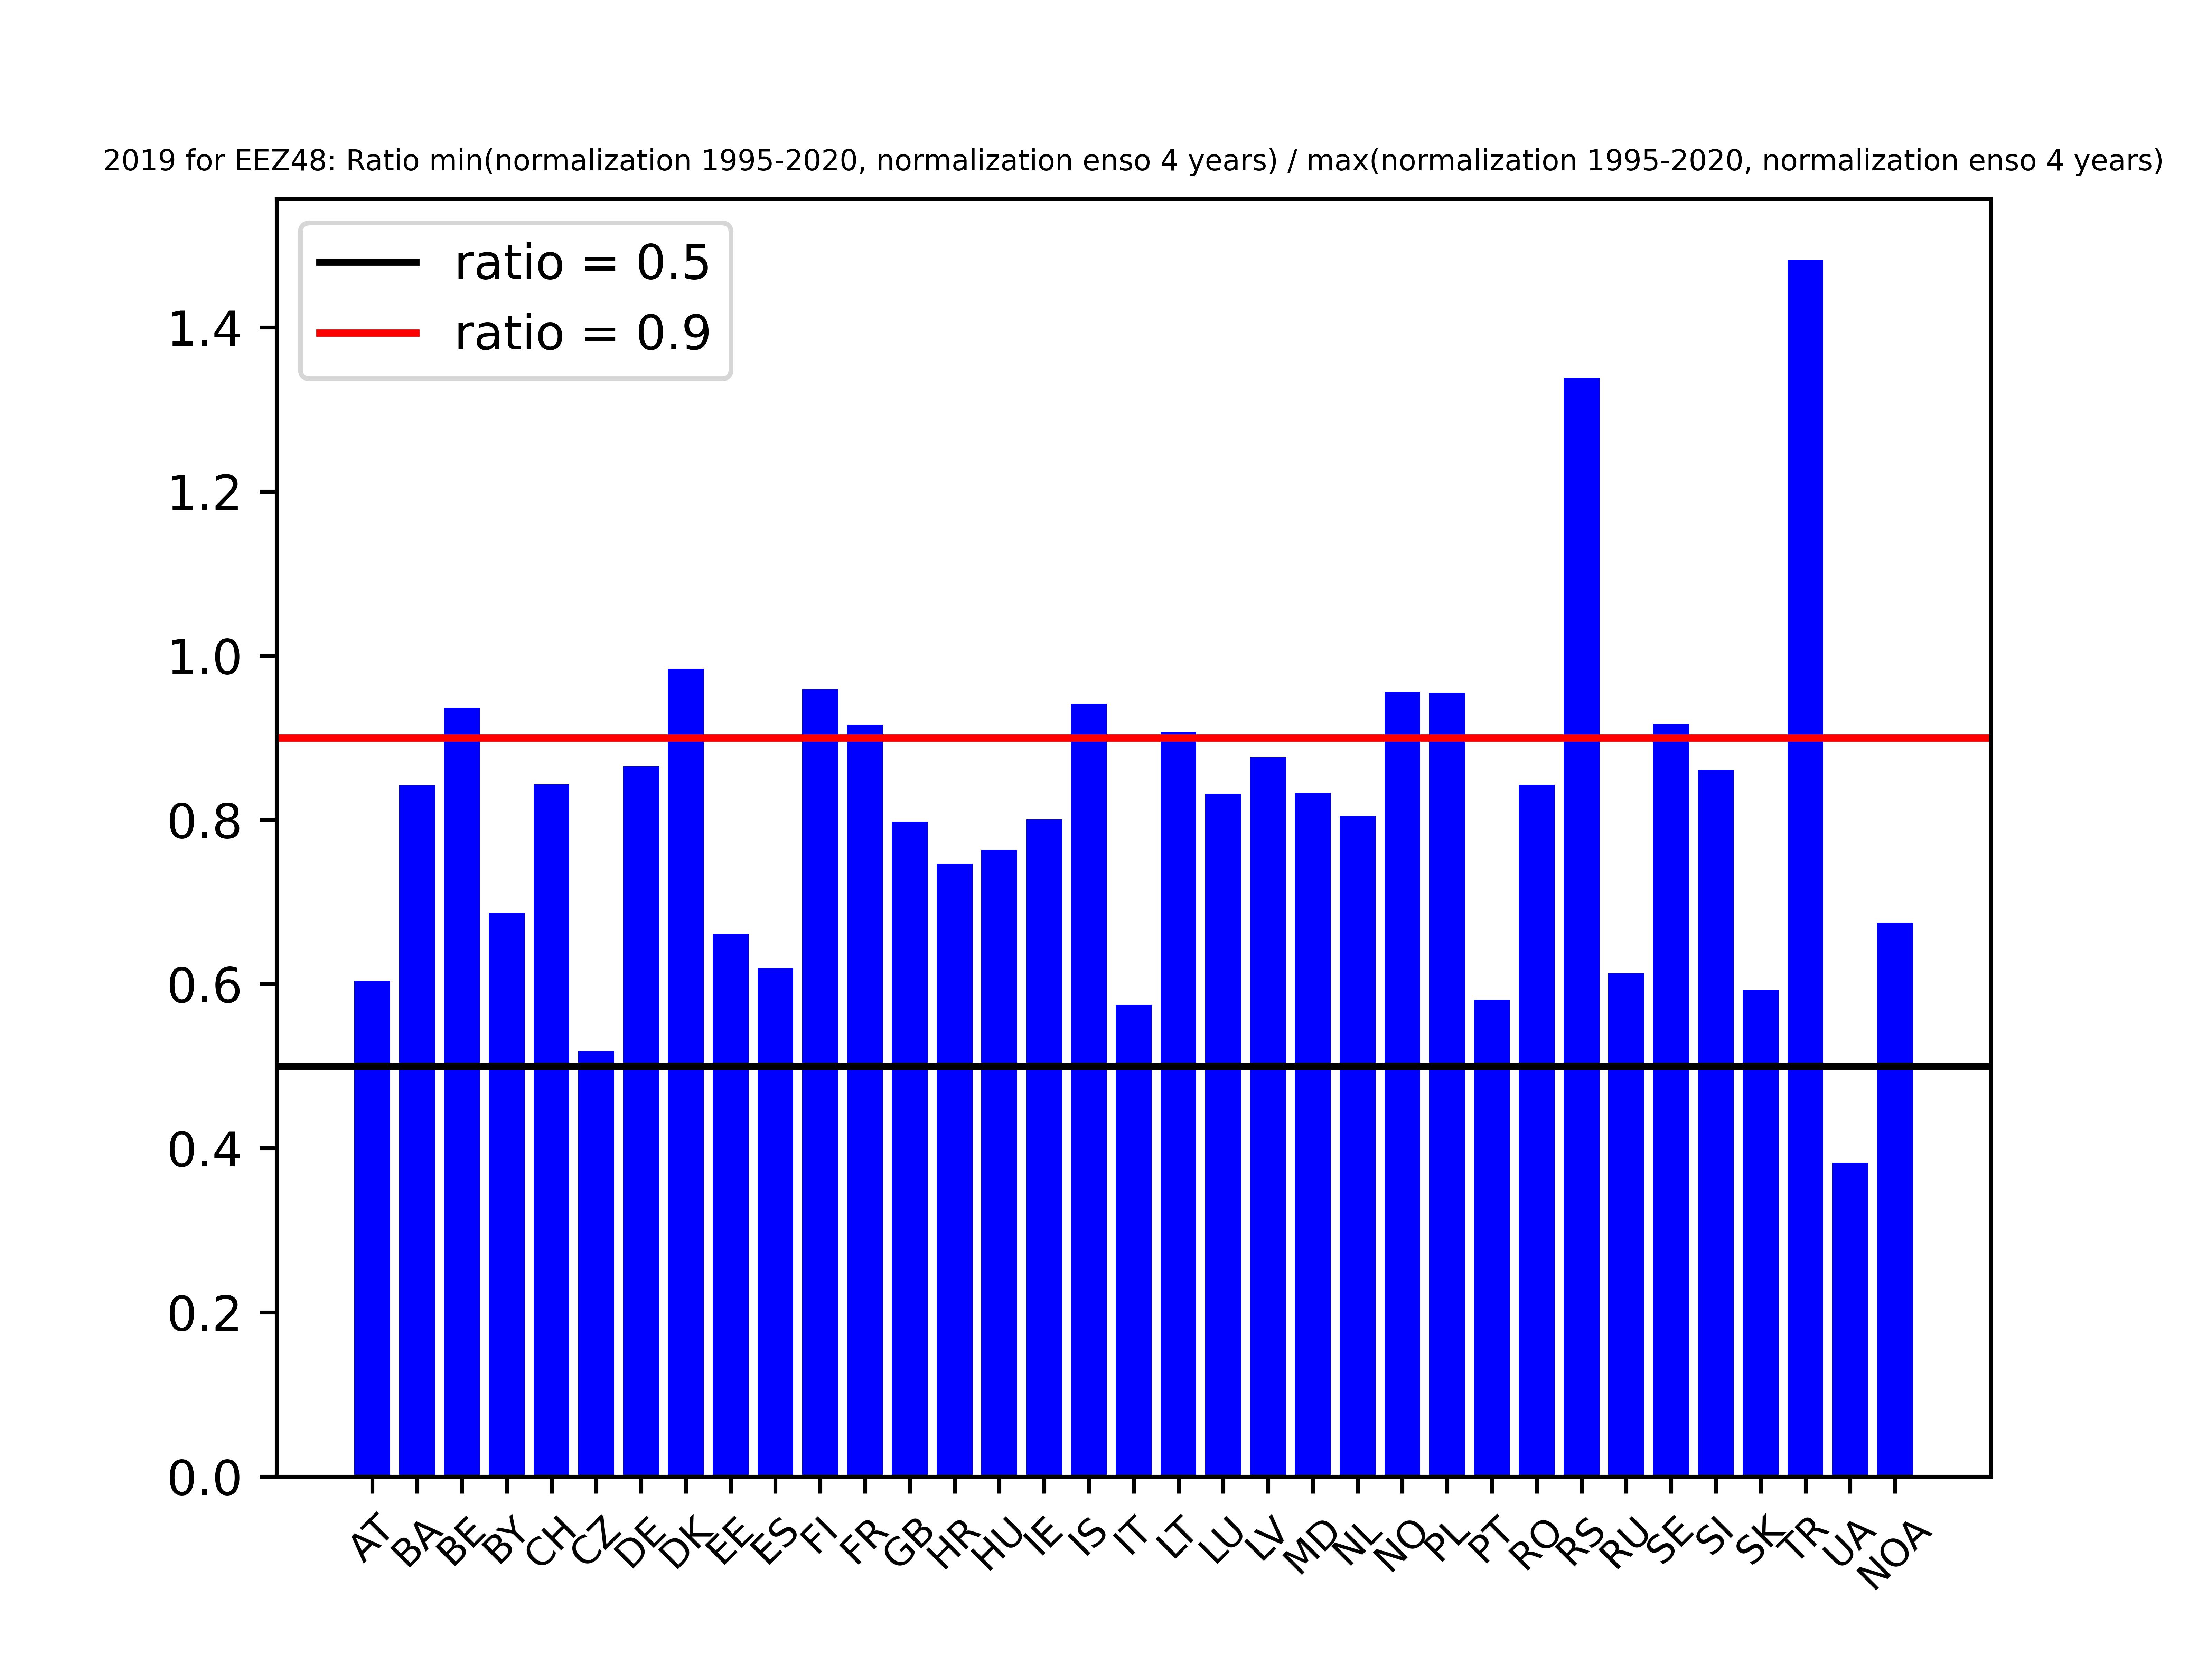 2019 for EEZ48: Ratio min(normalization 1995-2020, normalization enso 4 years) / max(normalization 1995-2020, normalization enso 4 years)
ratio = 0.5
ratio = 0.9
1.4
1.2
1.0
0.8
0.6
0.4
0.2
0.0
AT BA BE BY CH CZ DE DK EE ES FI FR GB HR HU IE IS IT LT LU LV MD NL NO PL PT RO RS RU SE SI SK TR UA NOA